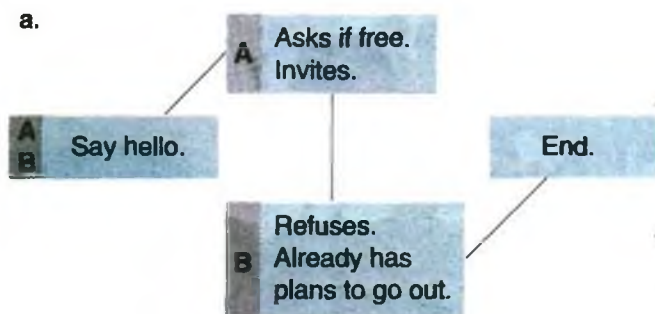 a.
A
Asks if free.
Invites.
A
B
Say hello.
End.
B
Refuses.
Already has
plans to go out.